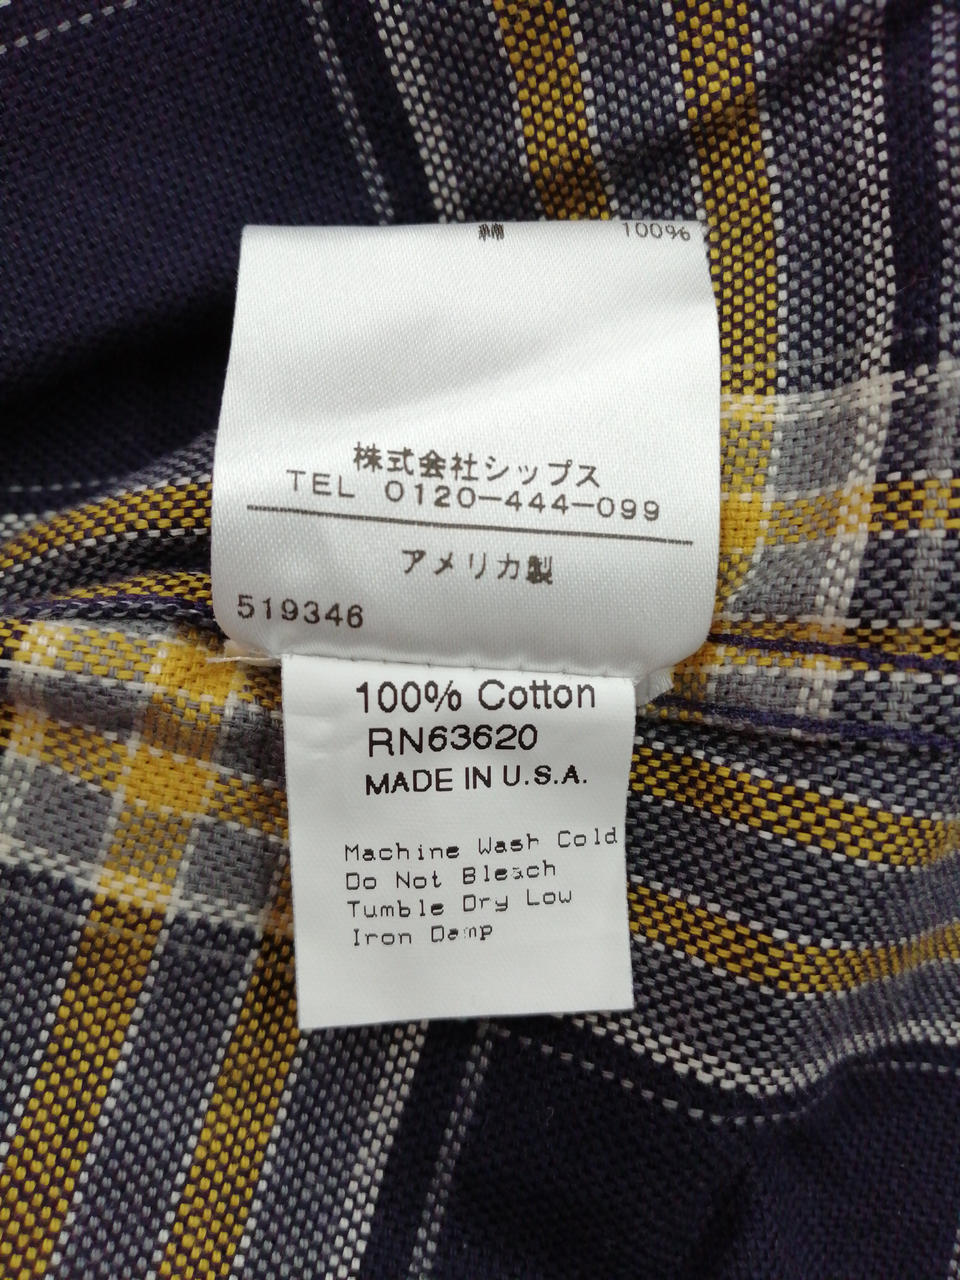 綿 100%
株式会社シップス
TEL 0120-444-099
アメリカ製
519346
100% Cotton
RN63620
MADE IN U.S.A.
Machine Wash Cold
Do Not Bleach
Tumble Dry Low
Iron Damp